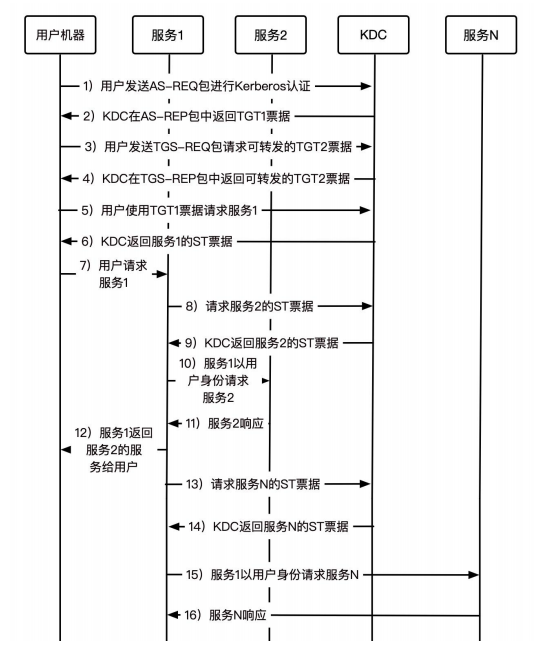 用户机器
服务1
服务2
KDC
服务N
1）用户发送AS-REQ包进行Kerberos认证
2）KDC在AS-REP包中返回TGT1票据
3）用户发送TGS-REQ包请求可转发的TGT2票据
4）KDC在TGS-REP包中返回可转发的TGT2票据
5）用户使用TGT1票据请求服务1
6）KDC返回服务1的ST票据
7）用户请求
服务1
8）请求服务2的ST票据
9）KDC返回服务2的ST票据
10）服务1以用
户身份请求
服务2
11）服务2响应
12）服务1返回
服务2的服
务给用户
13）请求服务N的ST票据
14）KDC返回服务N的ST票据
15）服务1以用户身份请求服务N
16）服务N响应